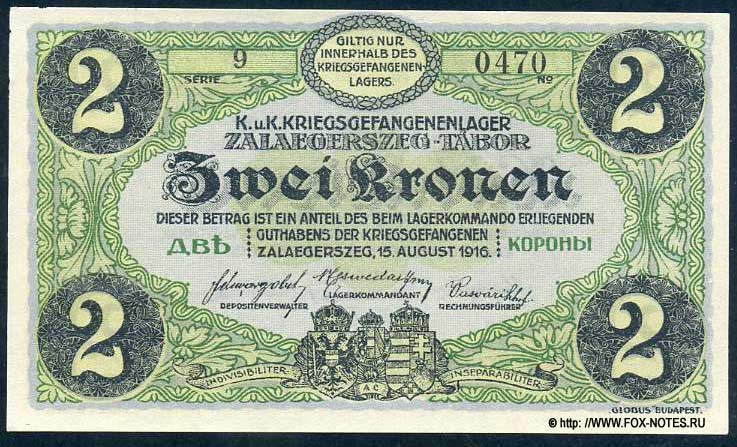 2
9
SERIE
GILTIG NUR
INNERHALB DES
KRIEGSGEFANGENEN-
LAGERS.
0470
No
2
K.u.K.KRIEGSGEFANGENENLAGER
ZALAEGERSZEG-TÁBOR
Zwei Kronen
DIESER BETRAG IST EIN ANTEIL DES BEIM LAGERKOMMANDO ERLIEGENDEN
GUTHABENS DER KRIEGSGEFANGENEN
ДВѢ
ZALAEGERSZEG, 15. AUGUST 1916.
КОРОНЫ
DEPOSITENVERWALTER
LAGERKOMMANDANT
RECHNUNGSFÜHRER
2
2
INDIVISIBILITER
AC
INSEPARABILITER
GLOBUS BUDAPEST.
© http://WWW.FOX-NOTES.RU